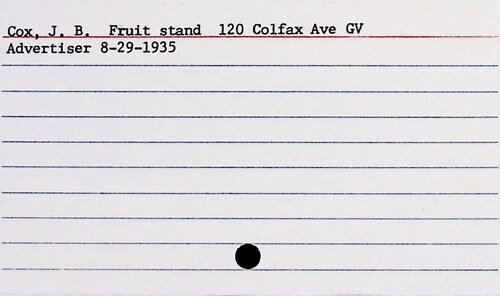 Cox, J. B.  Fruit stand  120 Colfax Ave GV
Advertiser 8-29-1935